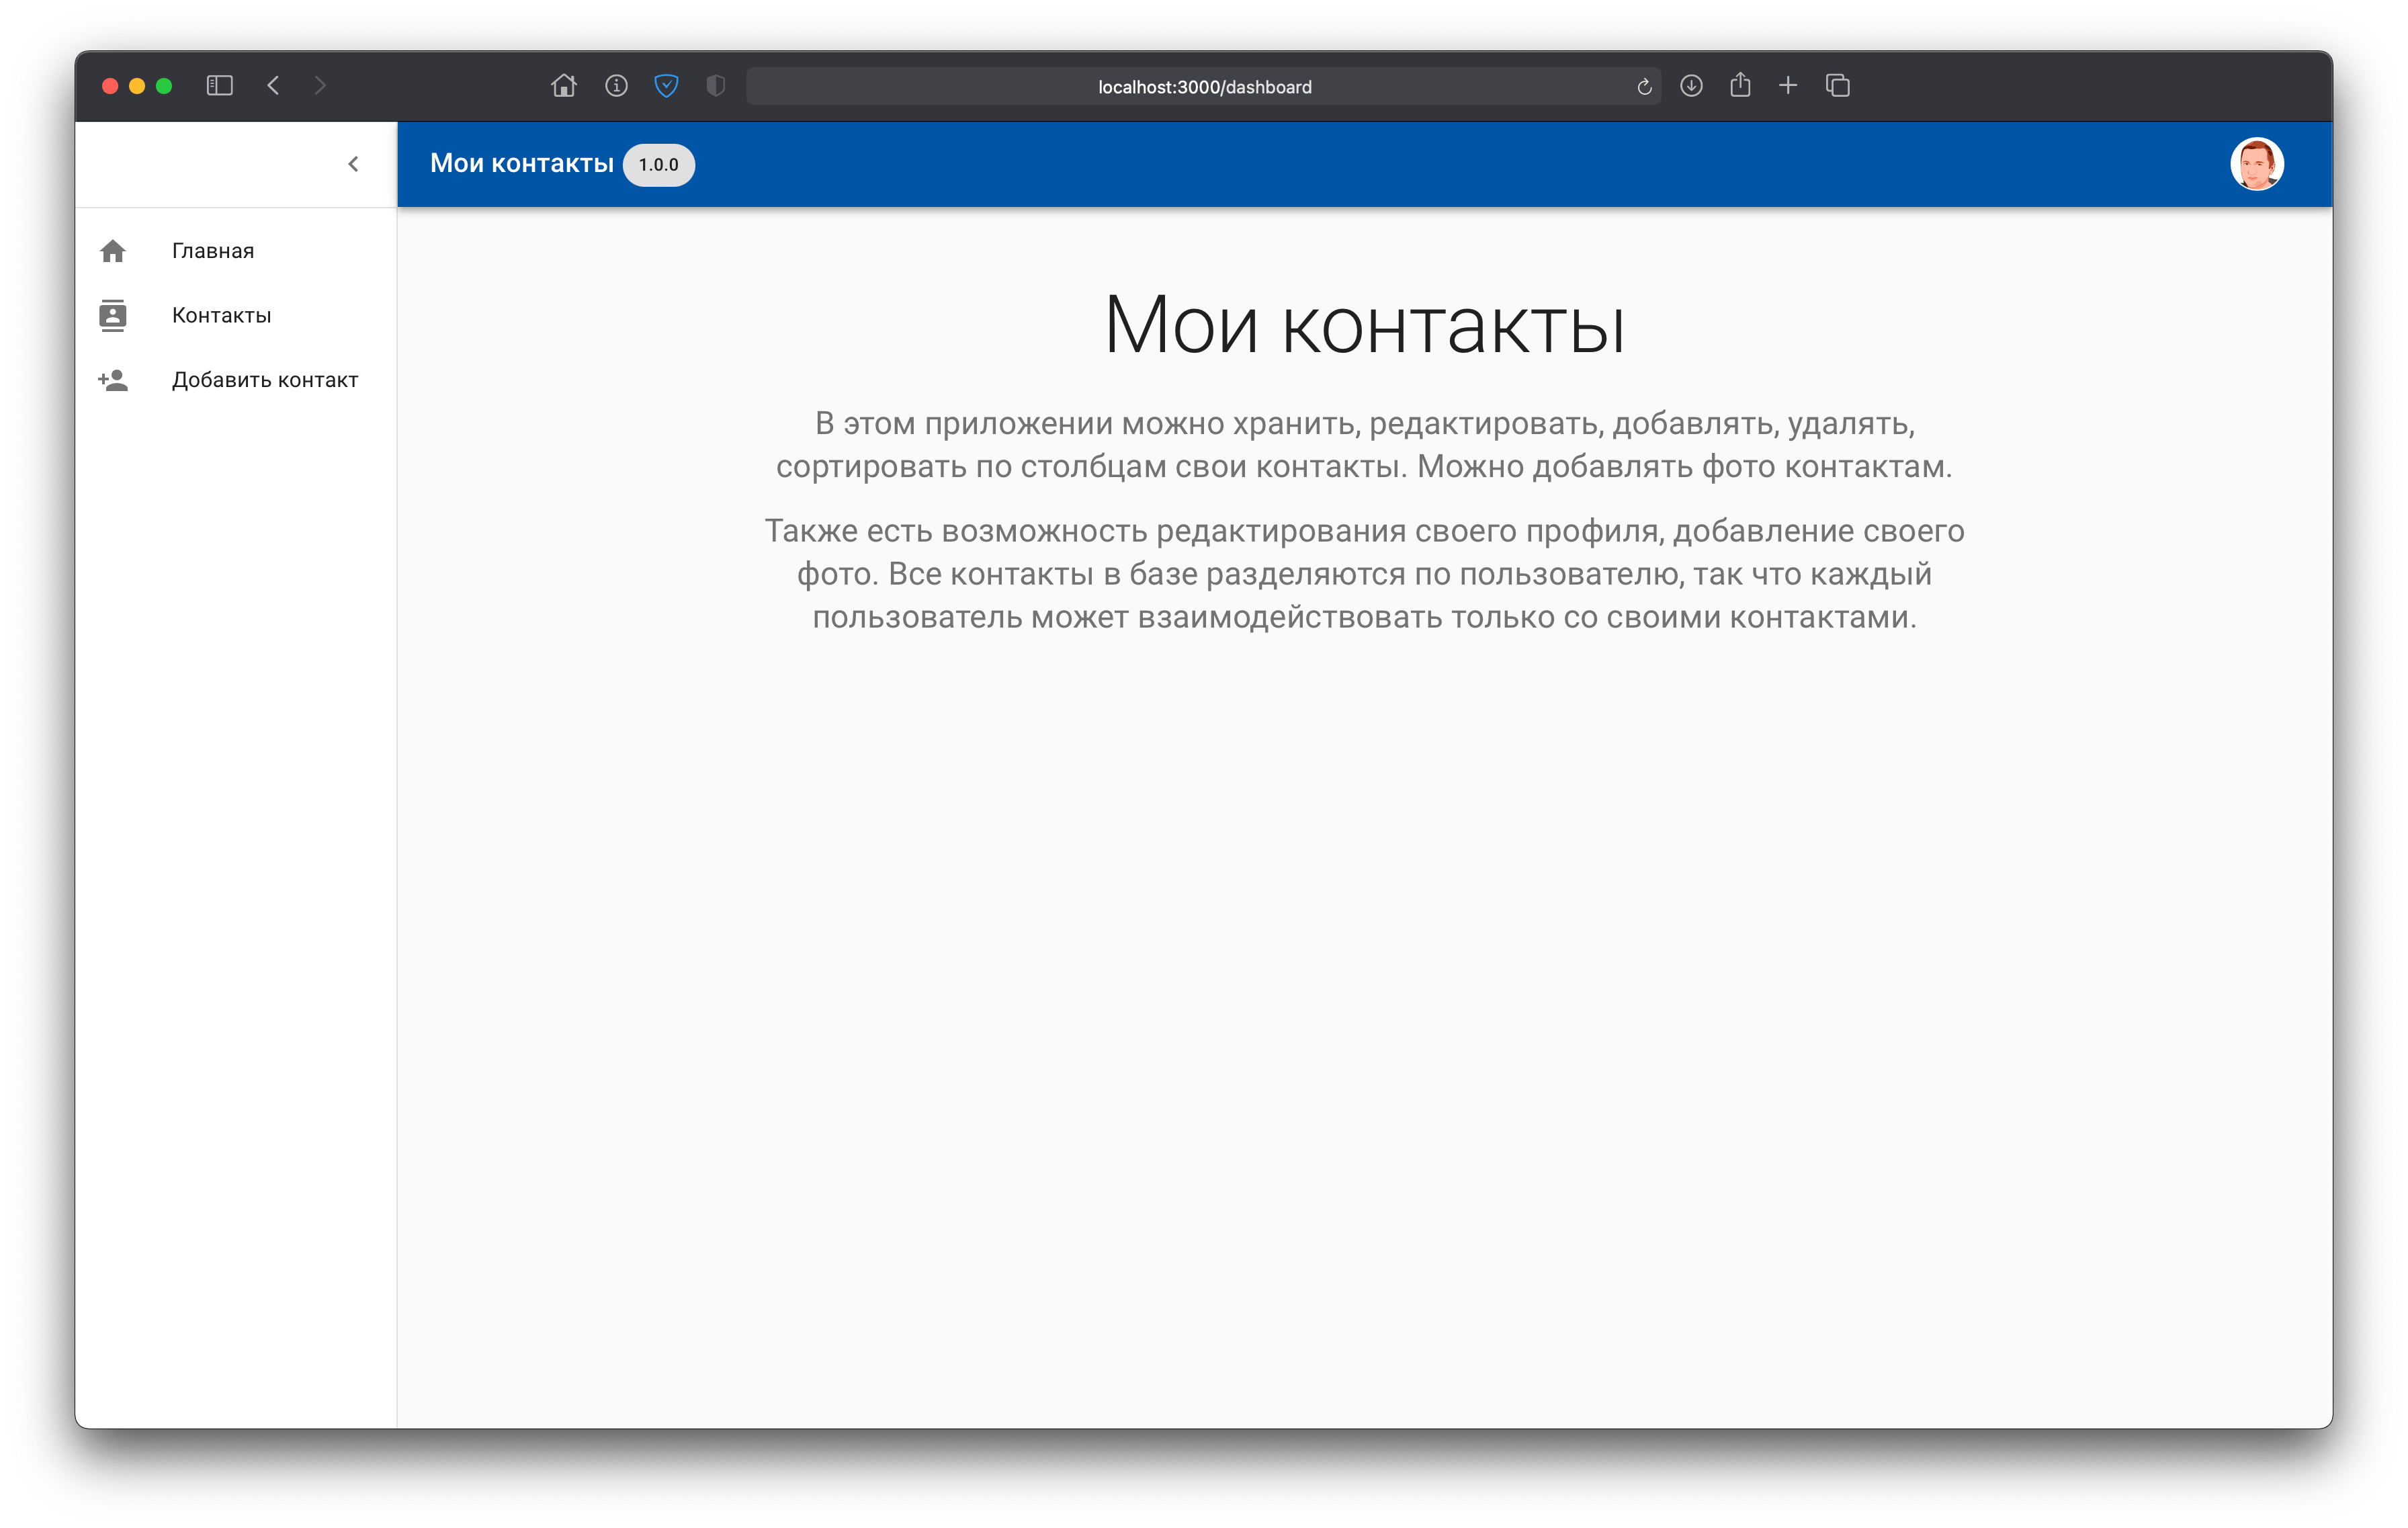 localhost:3000/dashboard
Мои контакты 1.0.0
Главная
Контакты
Добавить контакт
Мои контакты
В этом приложении можно хранить, редактировать, добавлять, удалять,
сортировать по столбцам свои контакты. Можно добавлять фото контактам.
Также есть возможность редактирования своего профиля, добавление своего
фото. Все контакты в базе разделяются по пользователю, так что каждый
пользователь может взаимодействовать только со своими контактами.